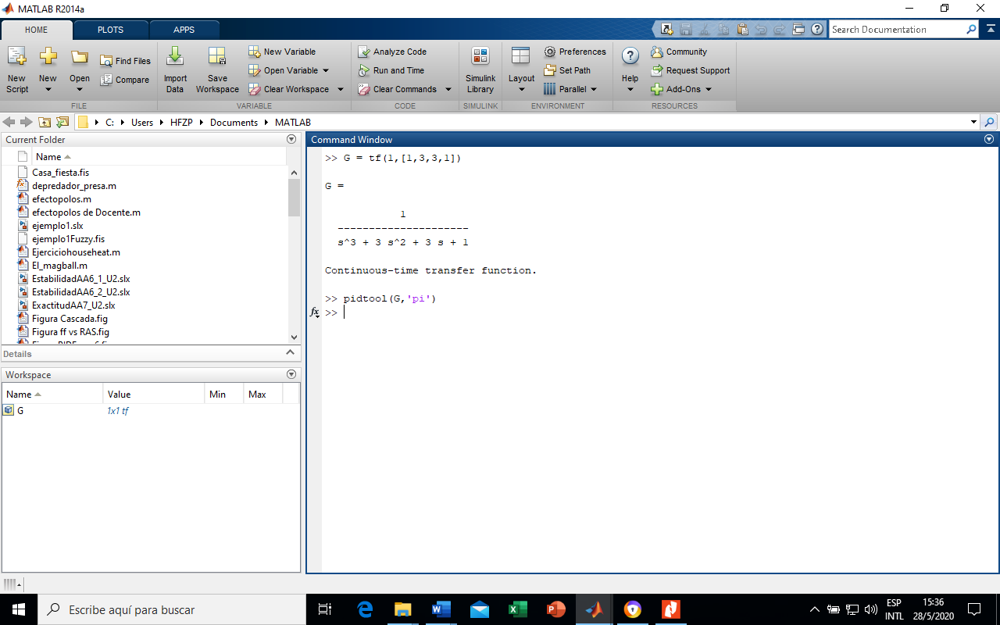 MATLAB R2014a
HOME PLOTS APPS
Search Documentation
New Script
New
Open
Find Files
Compare
FILE
Import Data
Save Workspace
New Variable
Open Variable
Clear Workspace
VARIABLE
Analyze Code
Run and Time
Clear Commands
CODE
Simulink Library
SIMULINK
Layout
Preferences
Set Path
Parallel
ENVIRONMENT
Help
Community
Request Support
Add-Ons
RESOURCES
C: Users HFZP Documents MATLAB
Current Folder
Name
Casa_fiesta.fis
depredador_presa.m
efectopolos.m
efectopolos de Docente.m
ejemplo1.slx
ejemplo1Fuzzy.fis
Ejerciciohouseheat.m
El_magball.m
EstabilidadAA6_1_U2.slx
EstabilidadAA6_2_U2.slx
ExactitudAA7_U2.slx
Figura Cascada.fig
Figura ff vs RAS.fig
Details
Workspace
Name Value Min Max
G 1x1 tf
Command Window
>> G = tf(1,[1,3,3,1])
G =
1
---------------------
s^3 + 3 s^2 + 3 s + 1
Continuous-time transfer function.
>> pidtool(G,'pi')
fx >>
Escribe aquí para buscar
ESP
INTL
15:36
28/5/2020